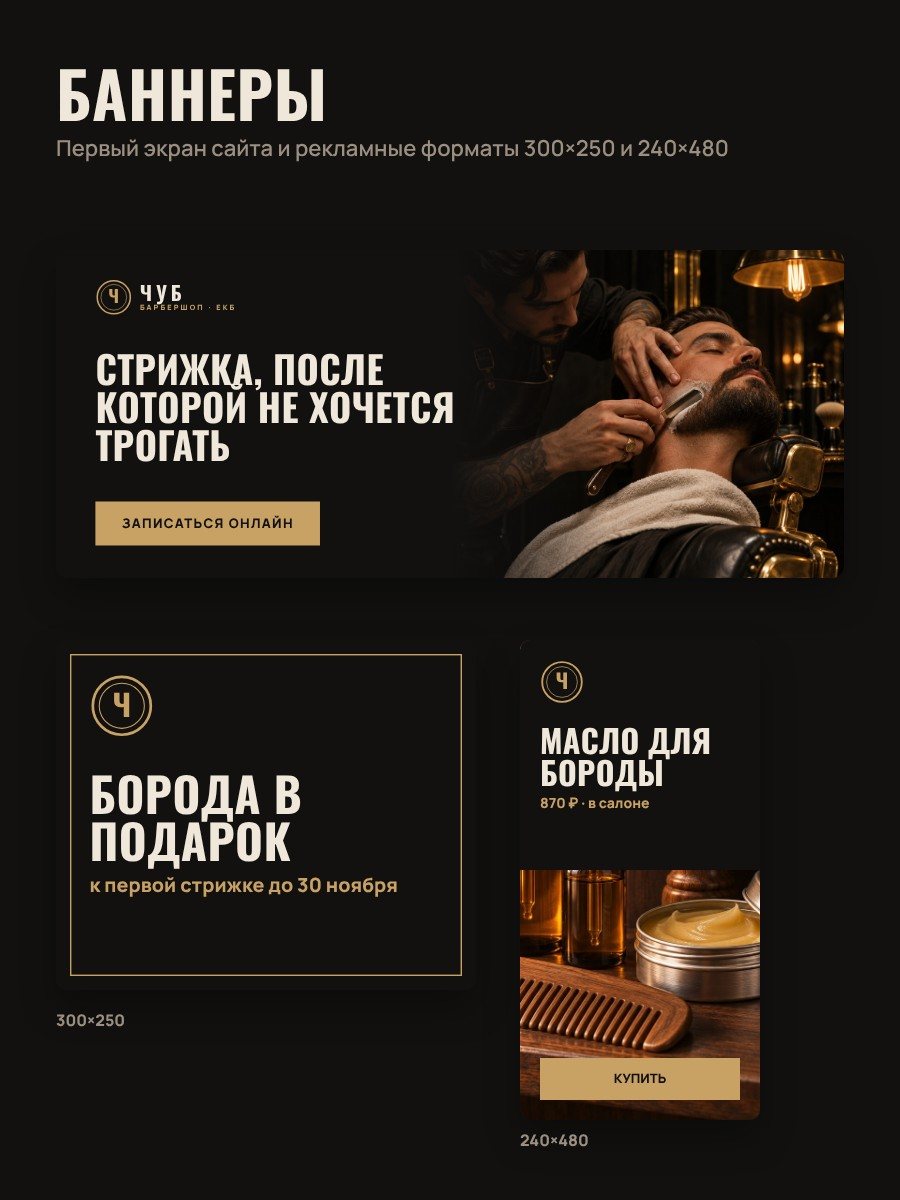 БАННЕРЫ
Первый экран сайта и рекламные форматы 300×250 и 240×480
Ч
ЧУБ
БАРБЕРШОП · ЕКБ
СТРИЖКА, ПОСЛЕ
КОТОРОЙ НЕ ХОЧЕТСЯ
ТРОГАТЬ
ЗАПИСАТЬСЯ ОНЛАЙН
Ч
БОРОДА В
ПОДАРОК
к первой стрижке до 30 ноября
300×250
Ч
МАСЛО ДЛЯ
БОРОДЫ
870 ₽ · в салоне
КУПИТЬ
240×480